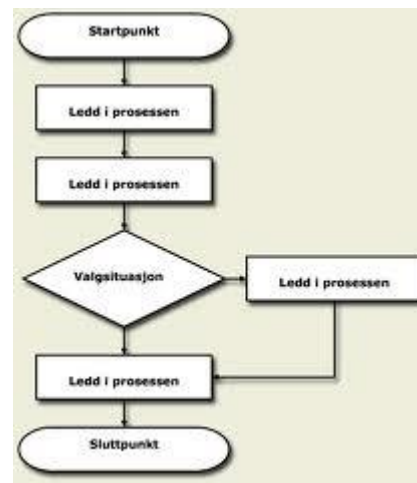 Startpunkt
Ledd i prosessen
Ledd i prosessen
Valgsituasjon
Ledd i prosessen
Ledd i prosessen
Sluttpunkt